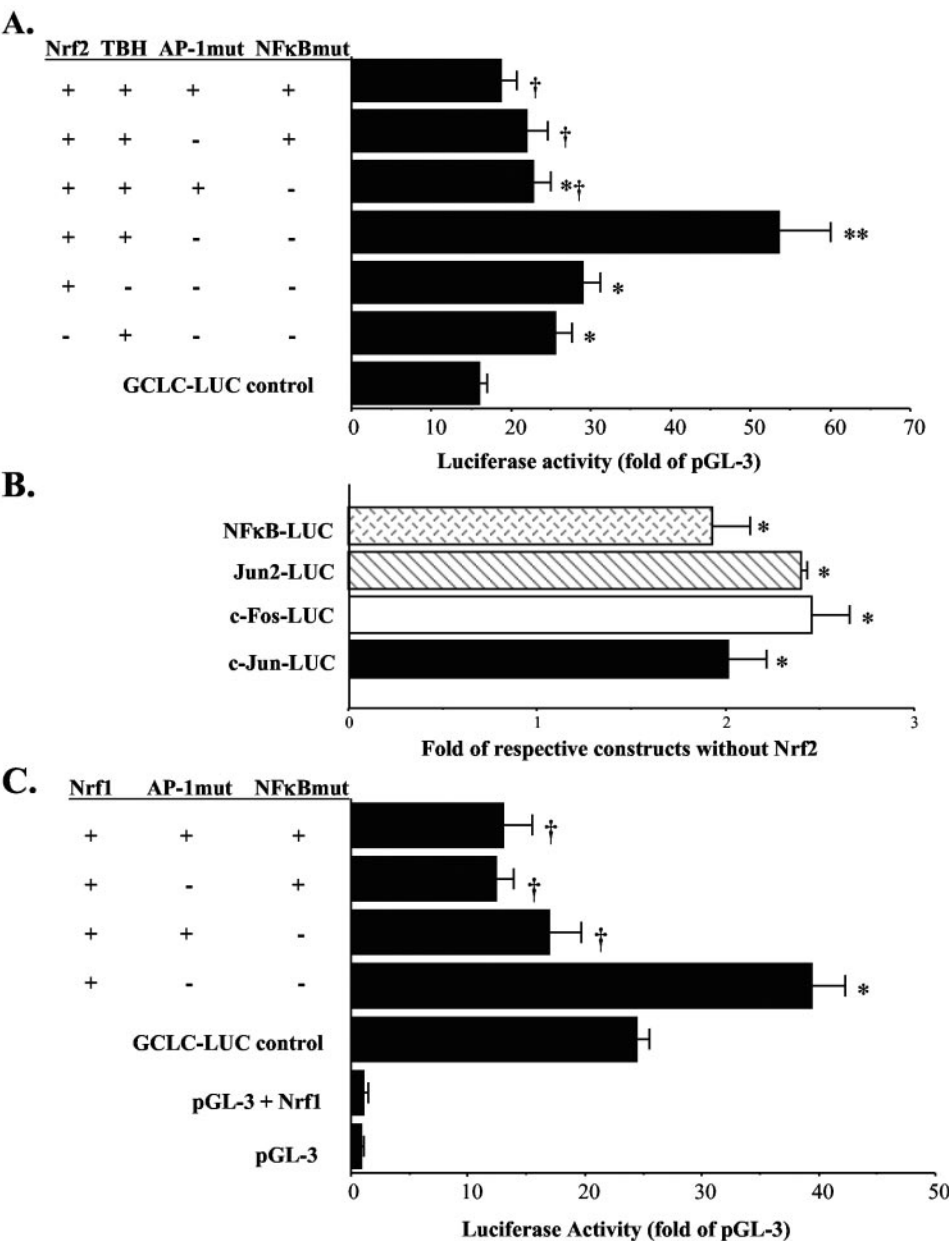 A.
Nrf2 TBH AP-1mut NFκBmut
+ + + + †
+ + - + †
+ + + - *†
+ + - - **
+ - - - *
- + - - *
GCLC-LUC control
0 10 20 30 40 50 60 70
Luciferase activity (fold of pGL-3)
B.
NFκB-LUC *
Jun2-LUC *
c-Fos-LUC *
c-Jun-LUC *
0 1 2 3
Fold of respective constructs without Nrf2
C.
Nrf1 AP-1mut NFκBmut
+ + + †
+ - + †
+ + - †
+ - - *
GCLC-LUC control
pGL-3 + Nrf1
pGL-3
0 10 20 30 40 50
Luciferase Activity (fold of pGL-3)